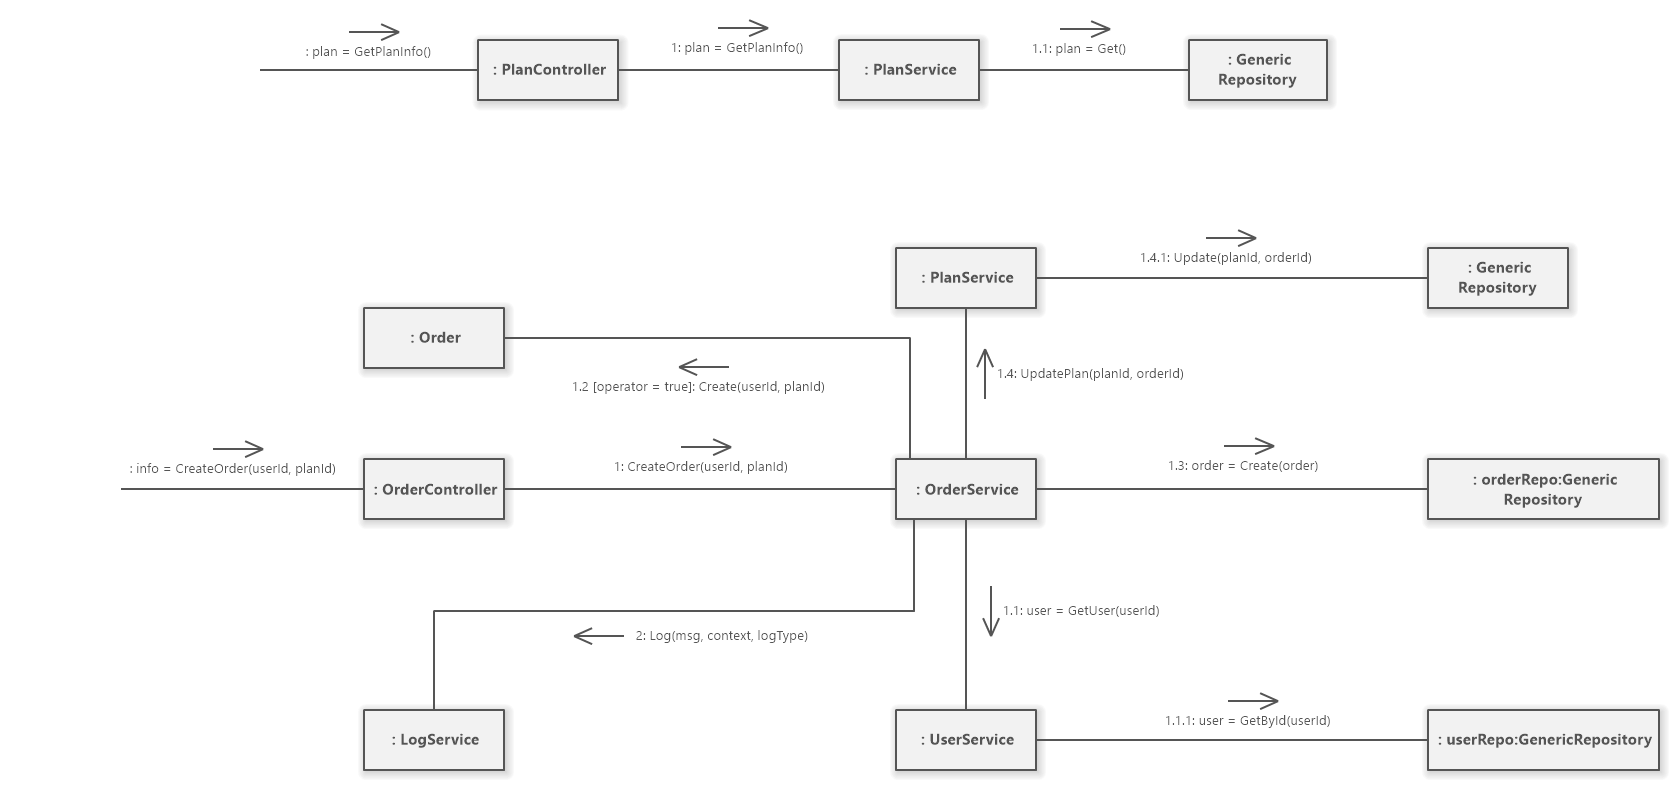 : plan = GetPlanInfo()
1: plan = GetPlanInfo()
1.1: plan = Get()
: PlanController
: PlanService
: Generic
Repository
1.4.1: Update(planId, orderId)
: PlanService
: Generic
Repository
: Order
1.2 [operator = true]: Create(userId, planId)
1.4: UpdatePlan(planId, orderId)
: info = CreateOrder(userId, planId)
1: CreateOrder(userId, planId)
1.3: order = Create(order)
: OrderController
: OrderService
: orderRepo:Generic
Repository
2: Log(msg, context, logType)
1.1: user = GetUser(userId)
1.1.1: user = GetById(userId)
: LogService
: UserService
: userRepo:GenericRepository